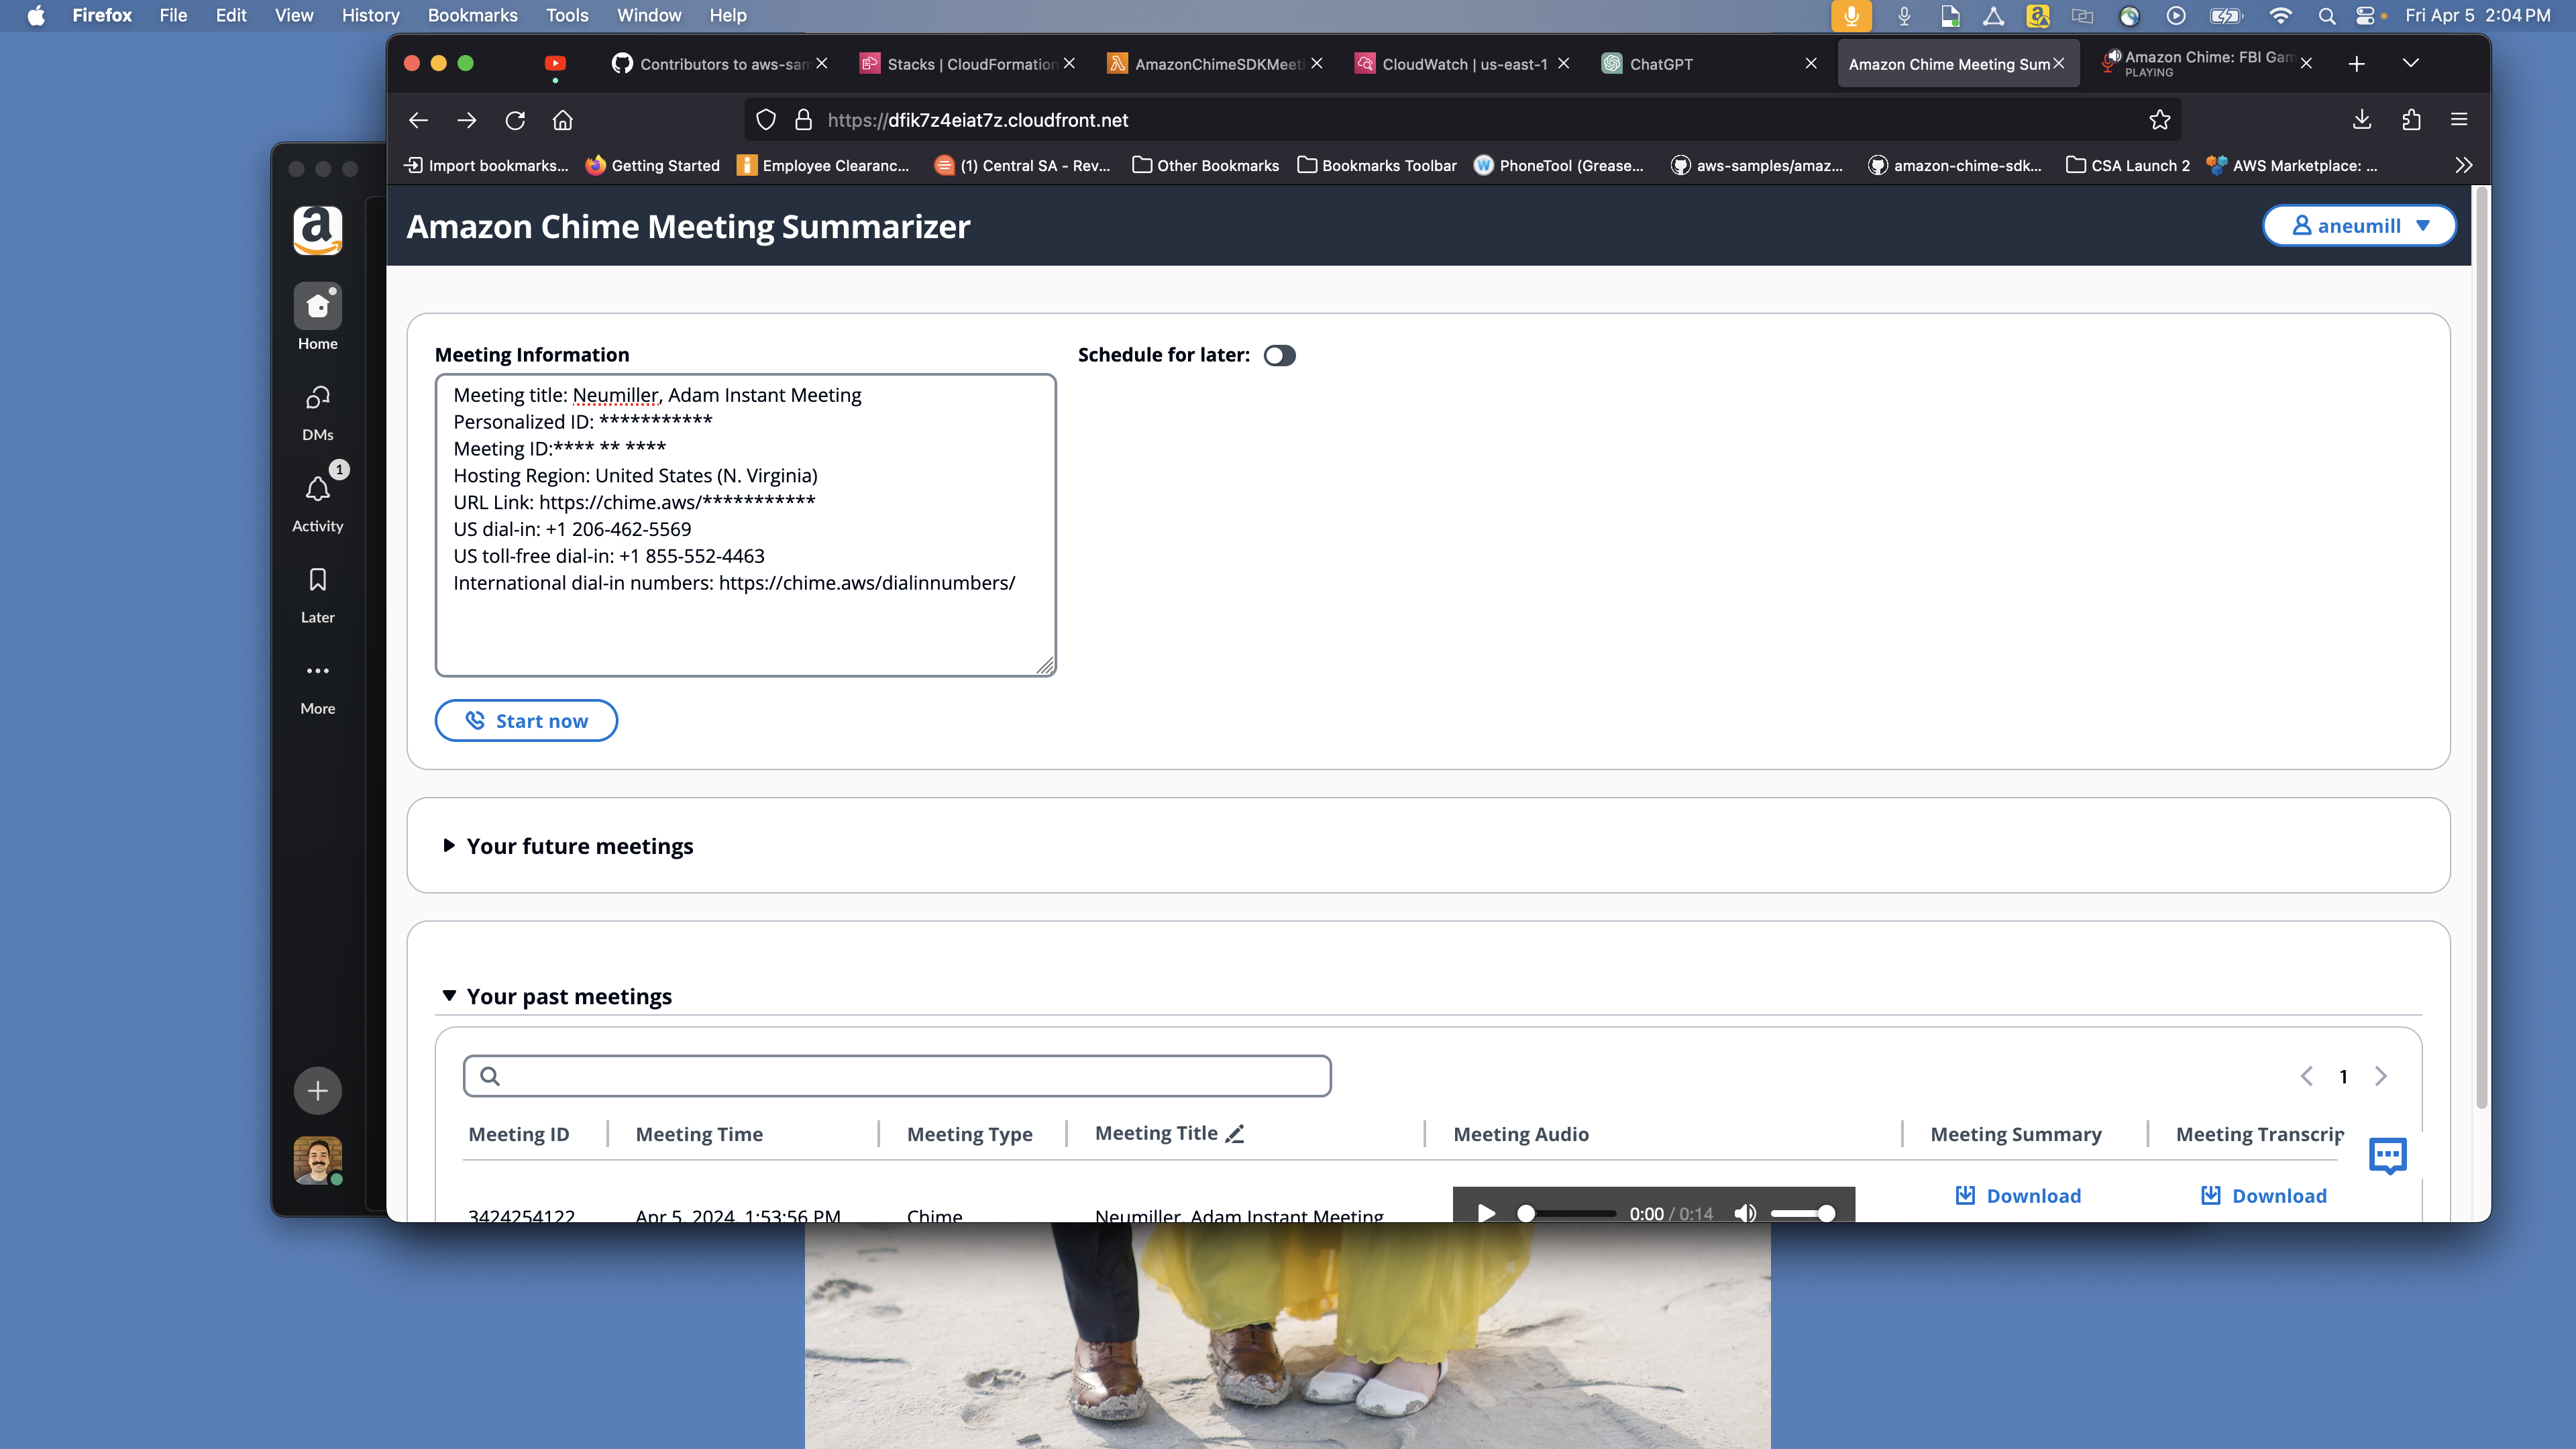 Firefox File Edit View History Bookmarks Tools Window Help
Fri Apr 5 2:04 PM
Contributors to aws-sam
Stacks | CloudFormation
AmazonChimeSDKMeeti
CloudWatch | us-east-1
ChatGPT
Amazon Chime Meeting Sum
Amazon Chime: FBI Gam
PLAYING
https://dfik7z4eiat7z.cloudfront.net
Import bookmarks...
Getting Started
Employee Clearanc...
(1) Central SA - Rev...
Other Bookmarks
Bookmarks Toolbar
PhoneTool (Grease...
aws-samples/amaz...
amazon-chime-sdk...
CSA Launch 2
AWS Marketplace: ...
Home
DMs
1
Activity
Later
More
Amazon Chime Meeting Summarizer
aneumill
Meeting Information
Schedule for later:
Meeting title: Neumiller, Adam Instant Meeting
Personalized ID: ***********
Meeting ID:**** ** ****
Hosting Region: United States (N. Virginia)
URL Link: https://chime.aws/***********
US dial-in: +1 206-462-5569
US toll-free dial-in: +1 855-552-4463
International dial-in numbers: https://chime.aws/dialinnumbers/
Start now
Your future meetings
Your past meetings
1
Meeting ID Meeting Time Meeting Type Meeting Title Meeting Audio Meeting Summary Meeting Transcrip
3424254122 Apr 5, 2024, 1:53:56 PM Chime Neumiller, Adam Instant Meeting 0:00 / 0:14 Download Download